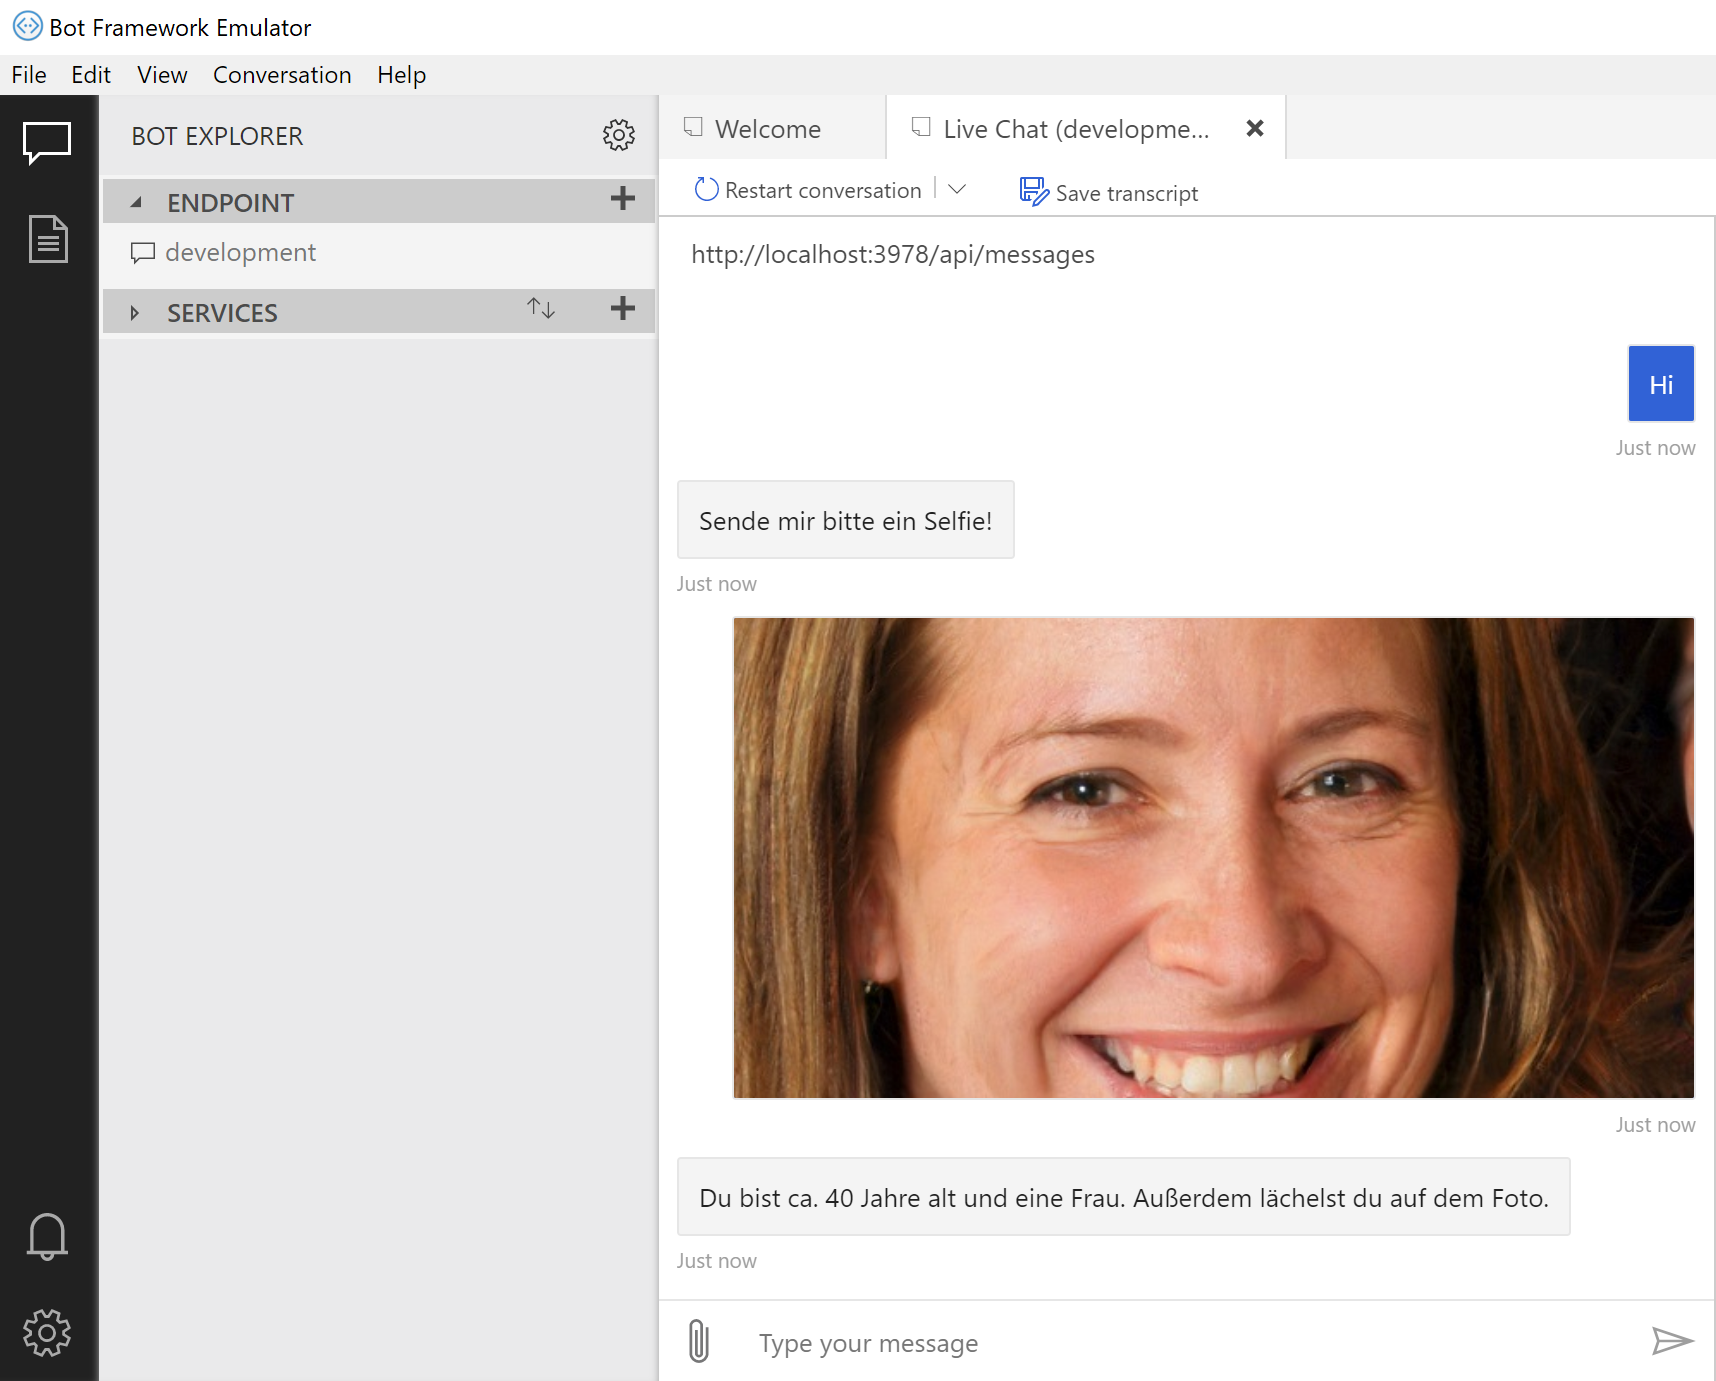 Bot Framework Emulator
File Edit View Conversation Help
BOT EXPLORER
ENDPOINT
development
SERVICES
Welcome
Live Chat (developme...
Restart conversation
Save transcript
http://localhost:3978/api/messages
Hi
Just now
Sende mir bitte ein Selfie!
Just now
Just now
Du bist ca. 40 Jahre alt und eine Frau. Außerdem lächelst du auf dem Foto.
Just now
Type your message